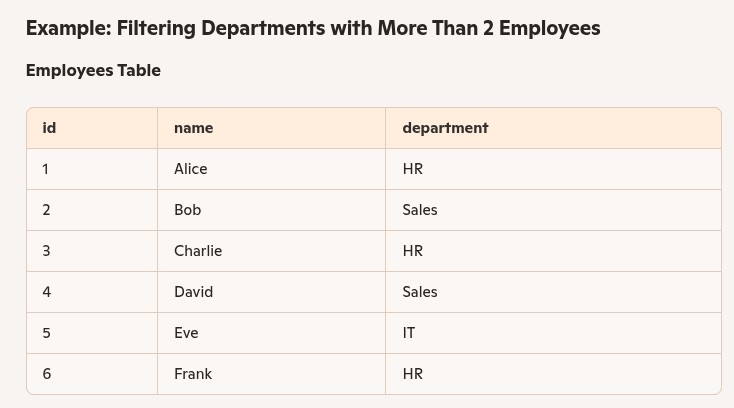 Example: Filtering Departments with More Than 2 Employees
Employees Table
id name department
1 Alice HR
2 Bob Sales
3 Charlie HR
4 David Sales
5 Eve IT
6 Frank HR